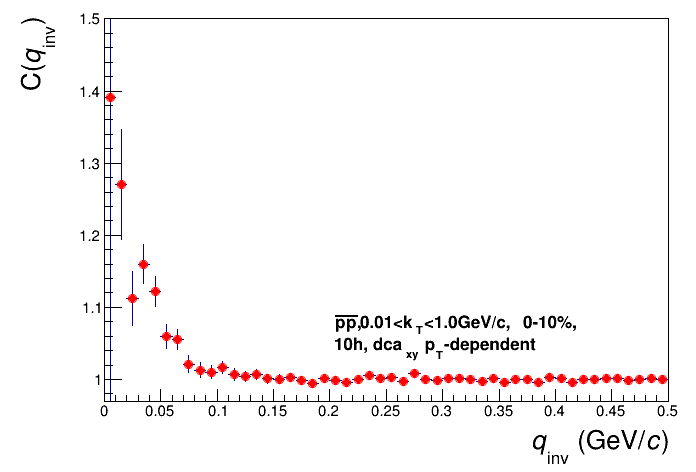 C(q_inv)
1.5
1.4
1.3
1.2
1.1
1
0 0.05 0.1 0.15 0.2 0.25 0.3 0.35 0.4 0.45 0.5
p̅p̅,0.01<k_T<1.0GeV/c, 0-10%,
10h, dca_xy p_T-dependent
q_inv (GeV/c)